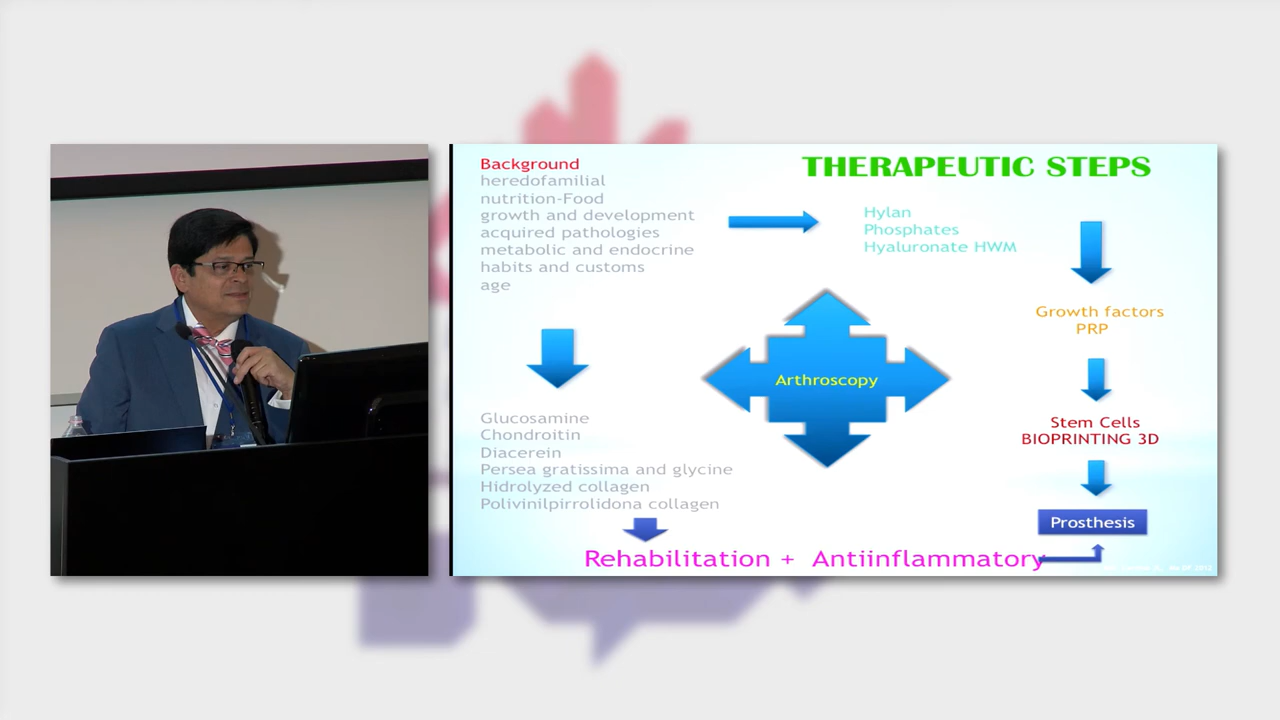 THERAPEUTIC STEPS
Background
heredofamilial
nutrition-Food
growth and development
acquired pathologies
metabolic and endocrine
habits and customs
age
Hylan
Phosphates
Hyaluronate HWM
Growth factors
PRP
Arthroscopy
Glucosamine
Chondroitin
Diacerein
Persea gratissima and glycine
Hidrolyzed collagen
Polivinilpirrolidona collagen
Stem Cells
BIOPRINTING 3D
Prosthesis
Rehabilitation + Antiinflammatory